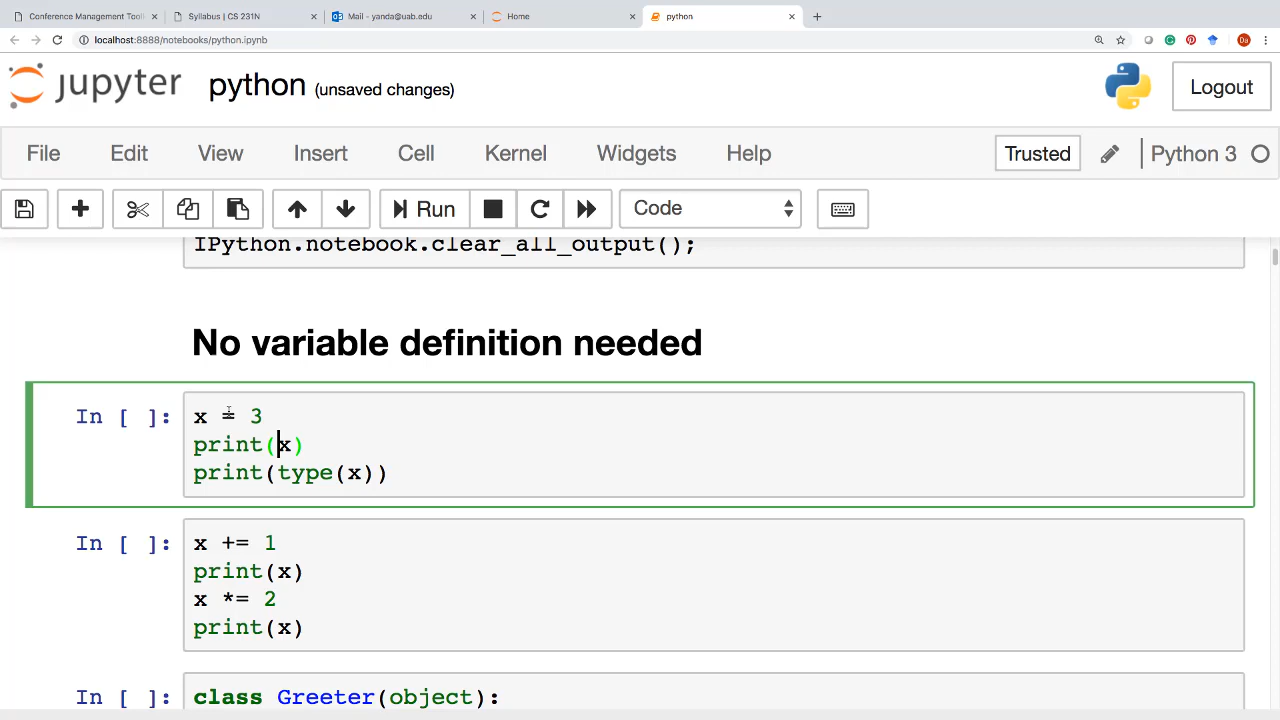 Conference Management Toolk
Syllabus | CS 231N
Mail - yanda@uab.edu
Home
python
localhost:8888/notebooks/python.ipynb
Da
jupyter python (unsaved changes)
Logout
File Edit View Insert Cell Kernel Widgets Help Trusted Python 3
Run Code
IPython.notebook.clear_all_output();
No variable definition needed
In [ ]: x = 3
print(x)
print(type(x))
In [ ]: x += 1
print(x)
x *= 2
print(x)
In [ ]: class Greeter(object):